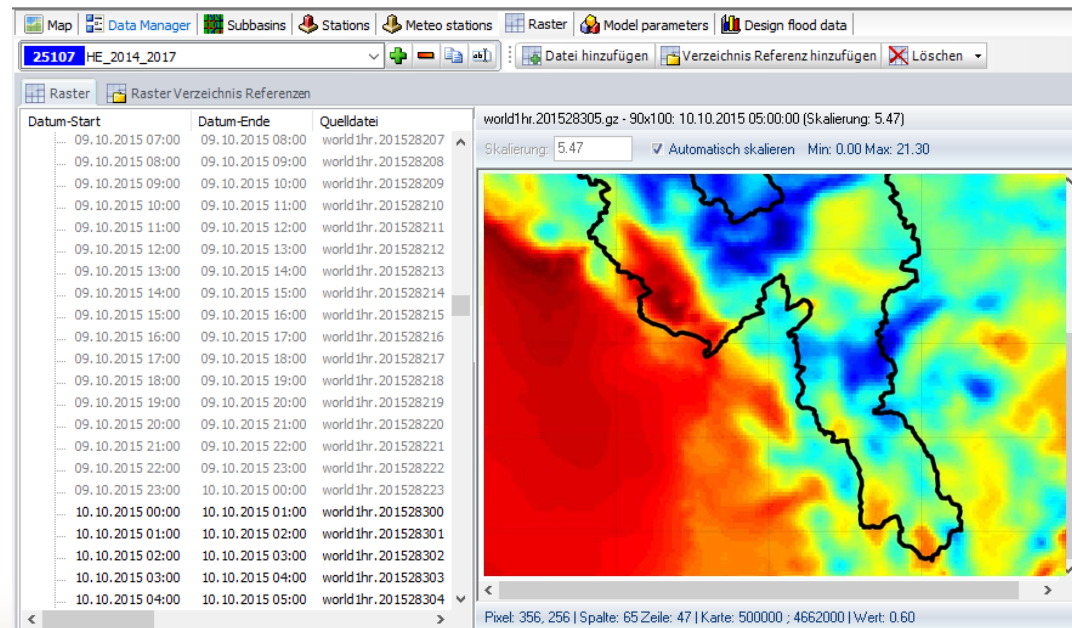 Map Data Manager Subbasins Stations Meteo stations Raster Model parameters Design flood data
25107 HE_2014_2017 Datei hinzufügen Verzeichnis Referenz hinzufügen Löschen
Raster Raster Verzeichnis Referenzen
Datum-Start Datum-Ende Quelldatei
09.10.2015 07:00 09.10.2015 08:00 world1hr.201528207
09.10.2015 08:00 09.10.2015 09:00 world1hr.201528208
09.10.2015 09:00 09.10.2015 10:00 world1hr.201528209
09.10.2015 10:00 09.10.2015 11:00 world1hr.201528210
09.10.2015 11:00 09.10.2015 12:00 world1hr.201528211
09.10.2015 12:00 09.10.2015 13:00 world1hr.201528212
09.10.2015 13:00 09.10.2015 14:00 world1hr.201528213
09.10.2015 14:00 09.10.2015 15:00 world1hr.201528214
09.10.2015 15:00 09.10.2015 16:00 world1hr.201528215
09.10.2015 16:00 09.10.2015 17:00 world1hr.201528216
09.10.2015 17:00 09.10.2015 18:00 world1hr.201528217
09.10.2015 18:00 09.10.2015 19:00 world1hr.201528218
09.10.2015 19:00 09.10.2015 20:00 world1hr.201528219
09.10.2015 20:00 09.10.2015 21:00 world1hr.201528220
09.10.2015 21:00 09.10.2015 22:00 world1hr.201528221
09.10.2015 22:00 09.10.2015 23:00 world1hr.201528222
09.10.2015 23:00 10.10.2015 00:00 world1hr.201528223
10.10.2015 00:00 10.10.2015 01:00 world1hr.201528300
10.10.2015 01:00 10.10.2015 02:00 world1hr.201528301
10.10.2015 02:00 10.10.2015 03:00 world1hr.201528302
10.10.2015 03:00 10.10.2015 04:00 world1hr.201528303
10.10.2015 04:00 10.10.2015 05:00 world1hr.201528304
world1hr.201528305.gz - 90x100: 10.10.2015 05:00:00 (Skalierung: 5.47)
Skalierung: 5.47 Automatisch skalieren Min: 0.00 Max: 21.30
Pixel: 356, 256 | Spalte: 65 Zeile: 47 | Karte: 500000 ; 4662000 | Wert: 0.60